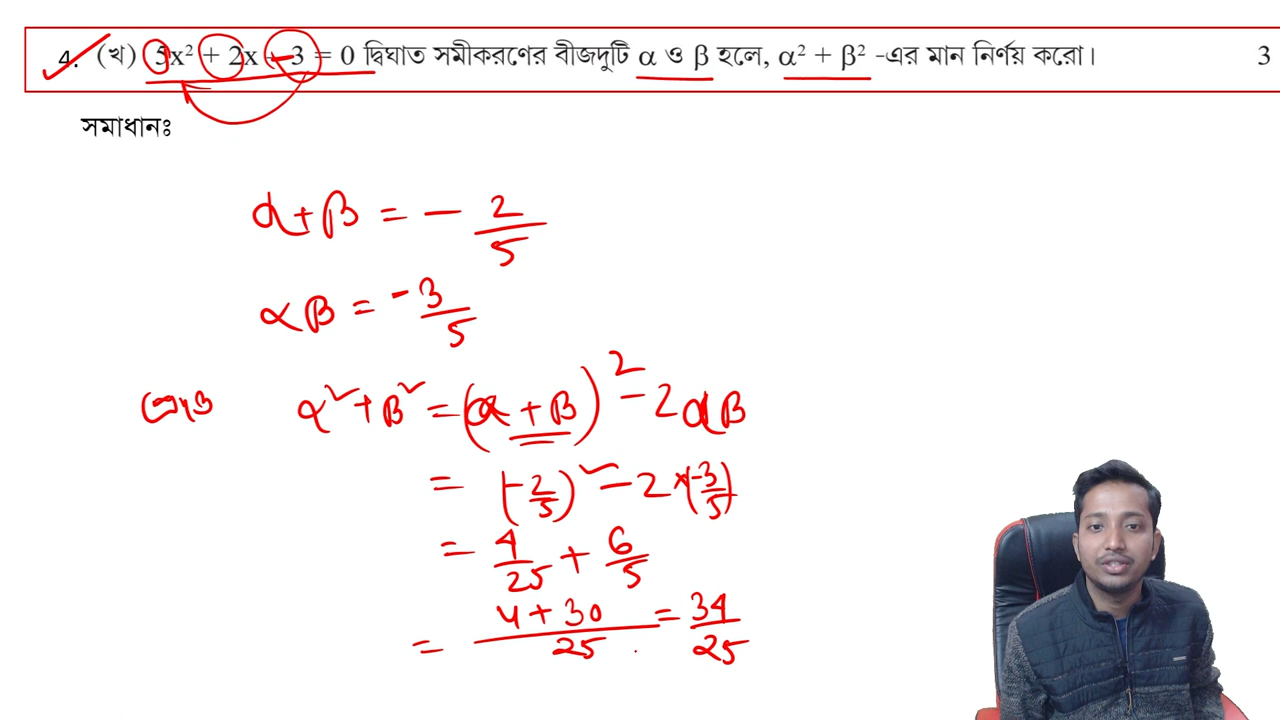 4. (খ) 5x² + 2x - 3 = 0 দ্বিঘাত সমীকরণের বীজদুটি α ও β হলে, α² + β² -এর মান নির্ণয় করো। 3
সমাধানঃ
α+β = - 2/5
αβ = -3/5
α²+β² = (α+β)² - 2αβ
= (-2/5)² - 2×(-3/5)
= 4/25 + 6/5
= 4+30/25 = 34/25